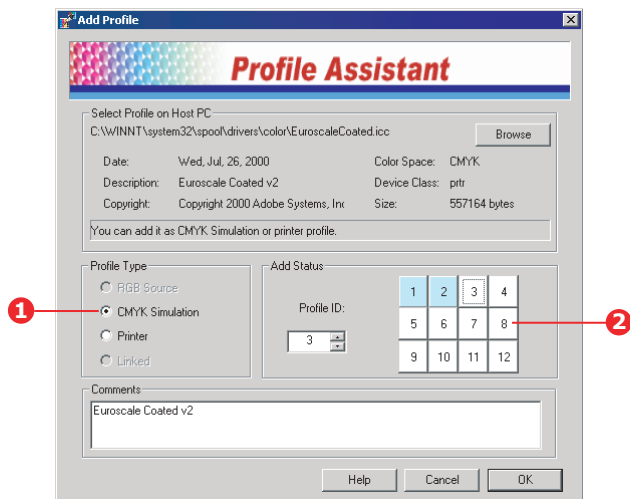 Add Profile
Profile Assistant
Select Profile on Host PC
C:\WINNT\system32\spool\drivers\color\EuroscaleCoated.icc
Browse
Date: Wed, Jul, 26, 2000 Color Space: CMYK
Description: Euroscale Coated v2 Device Class: prtr
Copyright: Copyright 2000 Adobe Systems, Inc Size: 557164 bytes
You can add it as CMYK Simulation or printer profile.
Profile Type
RGB Source
CMYK Simulation
Printer
Linked
1
Add Status
Profile ID:
3
1 2 3 4
5 6 7 8
9 10 11 12
2
Comments
Euroscale Coated v2
Help Cancel OK